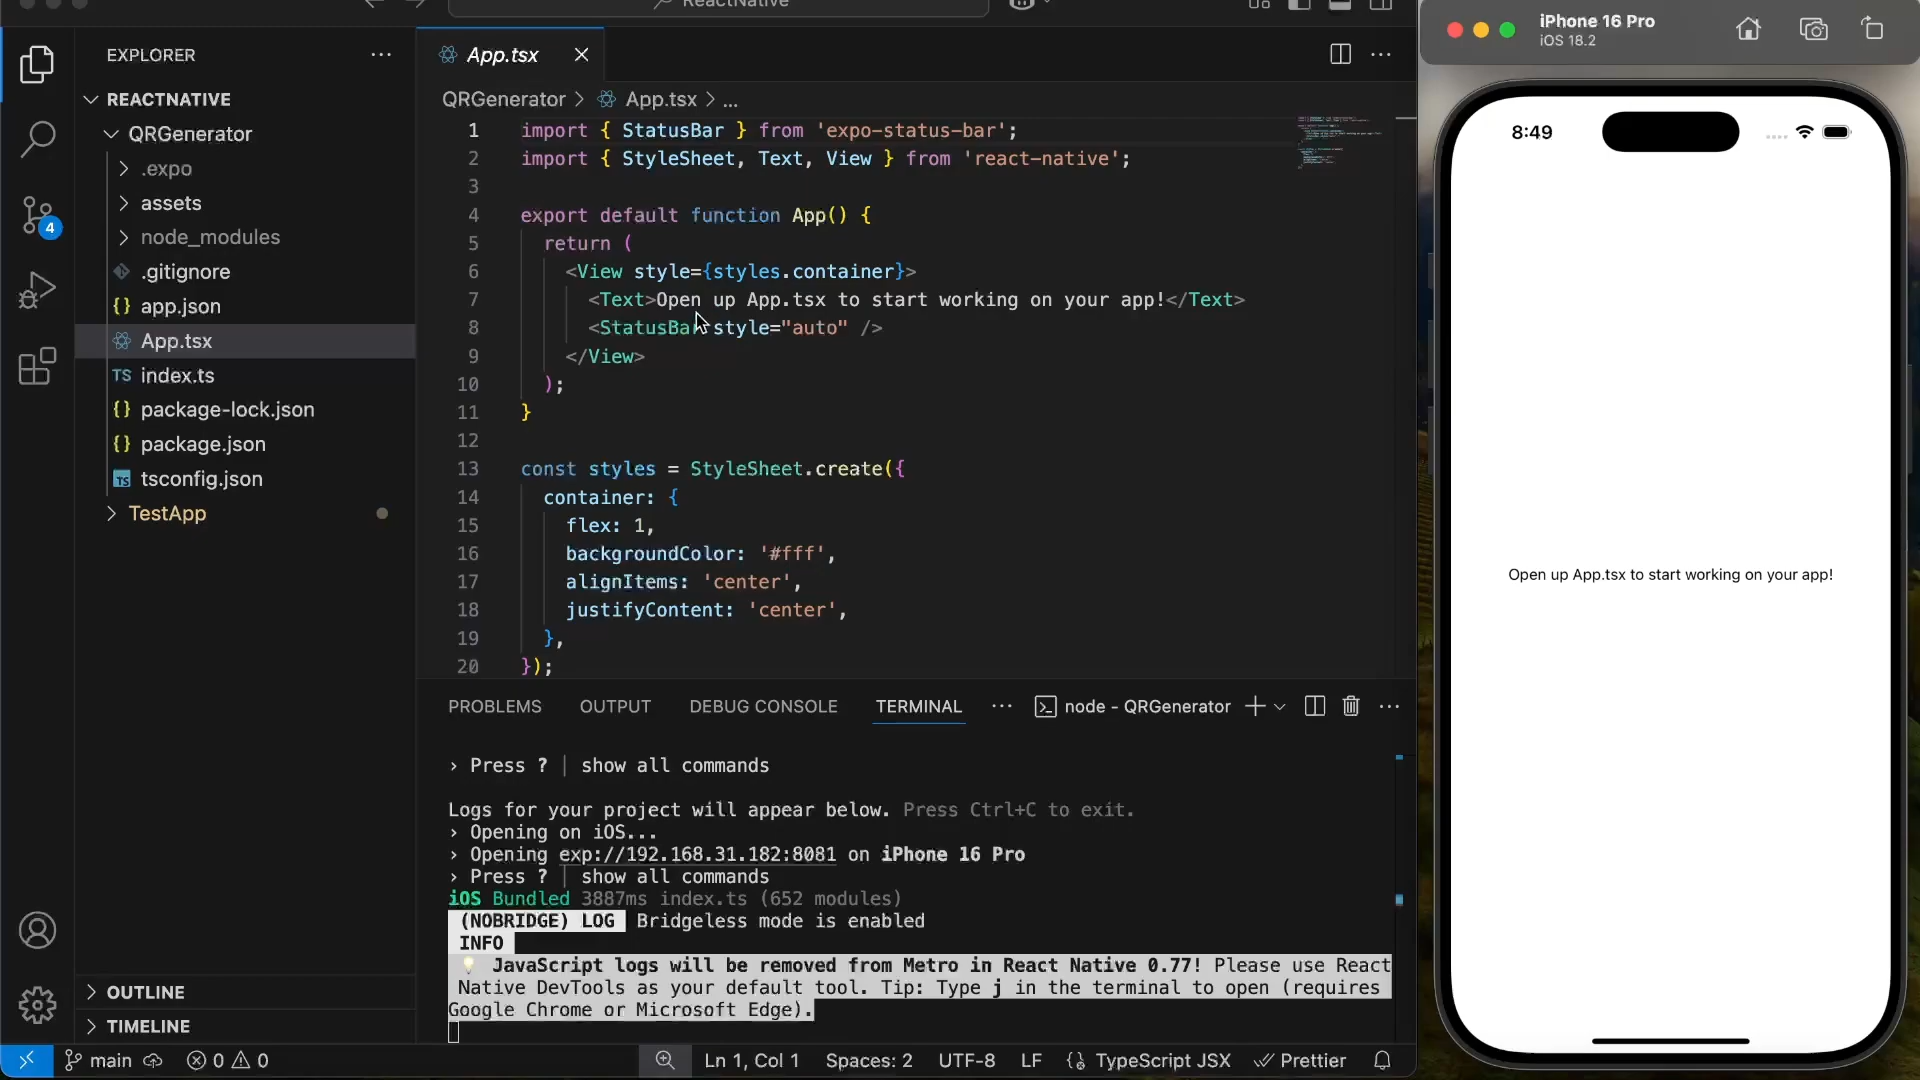 ReactNative
EXPLORER
REACTNATIVE
QRGenerator
.expo
assets
node_modules
.gitignore
{} app.json
App.tsx
TS index.ts
{} package-lock.json
{} package.json
TS tsconfig.json
TestApp
OUTLINE
TIMELINE
4
App.tsx
QRGenerator > App.tsx > ...
1 import { StatusBar } from 'expo-status-bar';
2 import { StyleSheet, Text, View } from 'react-native';
3
4 export default function App() {
5 return (
6 <View style={styles.container}>
7 <Text>Open up App.tsx to start working on your app!</Text>
8 <StatusBar style="auto" />
9 </View>
10 );
11 }
12
13 const styles = StyleSheet.create({
14 container: {
15 flex: 1,
16 backgroundColor: '#fff',
17 alignItems: 'center',
18 justifyContent: 'center',
19 },
20 });
PROBLEMS OUTPUT DEBUG CONSOLE TERMINAL ... node - QRGenerator
› Press ? | show all commands
Logs for your project will appear below. Press Ctrl+C to exit.
› Opening on iOS...
› Opening exp://192.168.31.182:8081 on iPhone 16 Pro
› Press ? | show all commands
iOS Bundled 3887ms index.ts (652 modules)
(NOBRIDGE) LOG Bridgeless mode is enabled
INFO
💡 JavaScript logs will be removed from Metro in React Native 0.77! Please use React
Native DevTools as your default tool. Tip: Type j in the terminal to open (requires
Google Chrome or Microsoft Edge).
main 0 0 Ln 1, Col 1 Spaces: 2 UTF-8 LF TypeScript JSX Prettier
iPhone 16 Pro
iOS 18.2
8:49
Open up App.tsx to start working on your app!